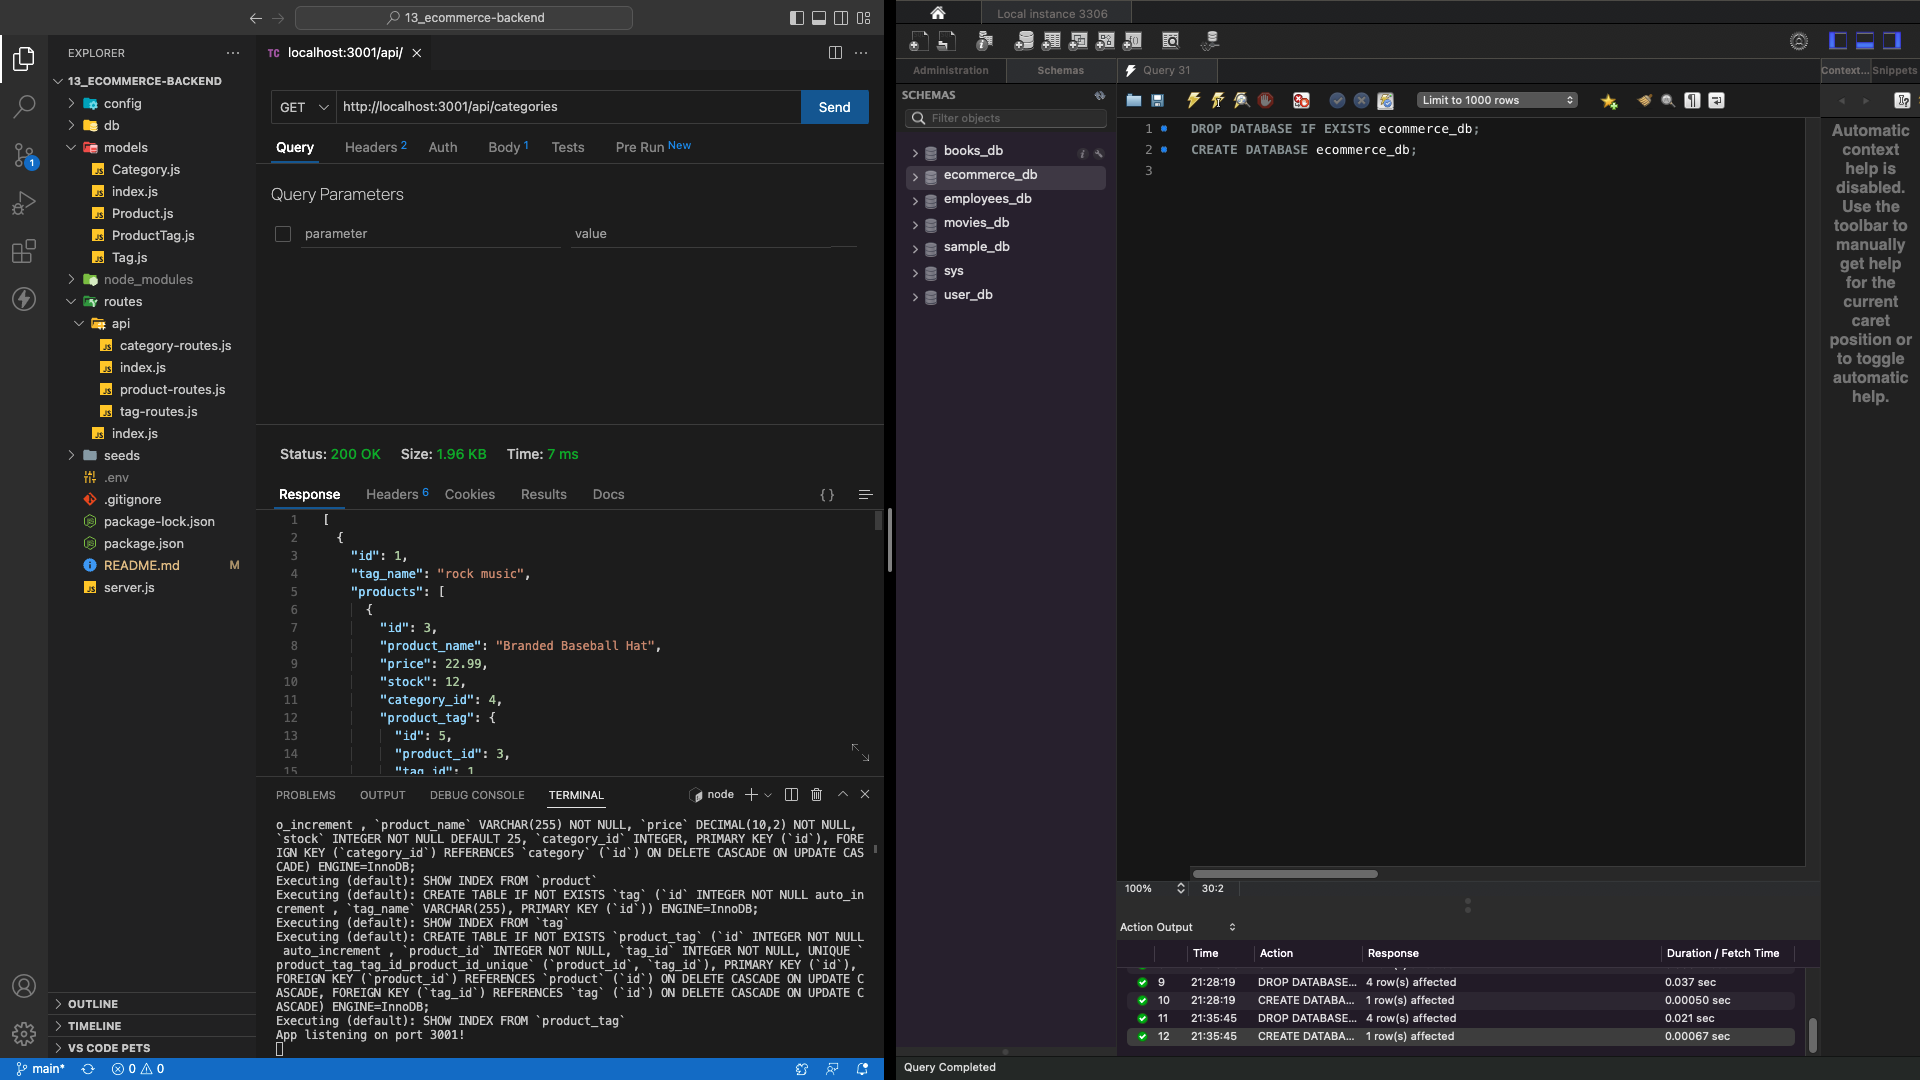 13_ecommerce-backend
EXPLORER
13_ECOMMERCE-BACKEND
config
db
models
Category.js
index.js
Product.js
ProductTag.js
Tag.js
node_modules
routes
api
category-routes.js
index.js
product-routes.js
tag-routes.js
index.js
seeds
.env
.gitignore
package-lock.json
package.json
README.md M
server.js
OUTLINE
TIMELINE
VS CODE PETS
1
main*
0 0
TC localhost:3001/api/
GET http://localhost:3001/api/categories Send
Query Headers 2 Auth Body 1 Tests Pre Run New
Query Parameters
parameter value
Status: 200 OK Size: 1.96 KB Time: 7 ms
Response Headers 6 Cookies Results Docs { }
1 [
2 {
3 "id": 1,
4 "tag_name": "rock music",
5 "products": [
6 {
7 "id": 3,
8 "product_name": "Branded Baseball Hat",
9 "price": 22.99,
10 "stock": 12,
11 "category_id": 4,
12 "product_tag": {
13 "id": 5,
14 "product_id": 3,
15 "tag_id": 1
PROBLEMS OUTPUT DEBUG CONSOLE TERMINAL node
o_increment , `product_name` VARCHAR(255) NOT NULL, `price` DECIMAL(10,2) NOT NULL,
`stock` INTEGER NOT NULL DEFAULT 25, `category_id` INTEGER, PRIMARY KEY (`id`), FORE
IGN KEY (`category_id`) REFERENCES `category` (`id`) ON DELETE CASCADE ON UPDATE CAS
CADE) ENGINE=InnoDB;
Executing (default): SHOW INDEX FROM `product`
Executing (default): CREATE TABLE IF NOT EXISTS `tag` (`id` INTEGER NOT NULL auto_in
crement , `tag_name` VARCHAR(255), PRIMARY KEY (`id`)) ENGINE=InnoDB;
Executing (default): SHOW INDEX FROM `tag`
Executing (default): CREATE TABLE IF NOT EXISTS `product_tag` (`id` INTEGER NOT NULL
auto_increment , `product_id` INTEGER NOT NULL, `tag_id` INTEGER NOT NULL, UNIQUE `
product_tag_tag_id_product_id_unique` (`product_id`, `tag_id`), PRIMARY KEY (`id`),
FOREIGN KEY (`product_id`) REFERENCES `product` (`id`) ON DELETE CASCADE ON UPDATE C
ASCADE, FOREIGN KEY (`tag_id`) REFERENCES `tag` (`id`) ON DELETE CASCADE ON UPDATE C
ASCADE) ENGINE=InnoDB;
Executing (default): SHOW INDEX FROM `product_tag`
App listening on port 3001!
Local instance 3306
Administration Schemas Query 31 Context... Snippets
SCHEMAS
Filter objects
books_db
ecommerce_db
employees_db
movies_db
sample_db
sys
user_db
Limit to 1000 rows
1 DROP DATABASE IF EXISTS ecommerce_db;
2 CREATE DATABASE ecommerce_db;
3
Automatic
context
help is
disabled.
Use the
toolbar to
manually
get help
for the
current
caret
position or
to toggle
automatic
help.
100% 30:2
Action Output
Time Action Response Duration / Fetch Time
9 21:28:19 DROP DATABASE... 4 row(s) affected 0.037 sec
10 21:28:19 CREATE DATABA... 1 row(s) affected 0.00050 sec
11 21:35:45 DROP DATABASE... 4 row(s) affected 0.021 sec
12 21:35:45 CREATE DATABA... 1 row(s) affected 0.00067 sec
Query Completed